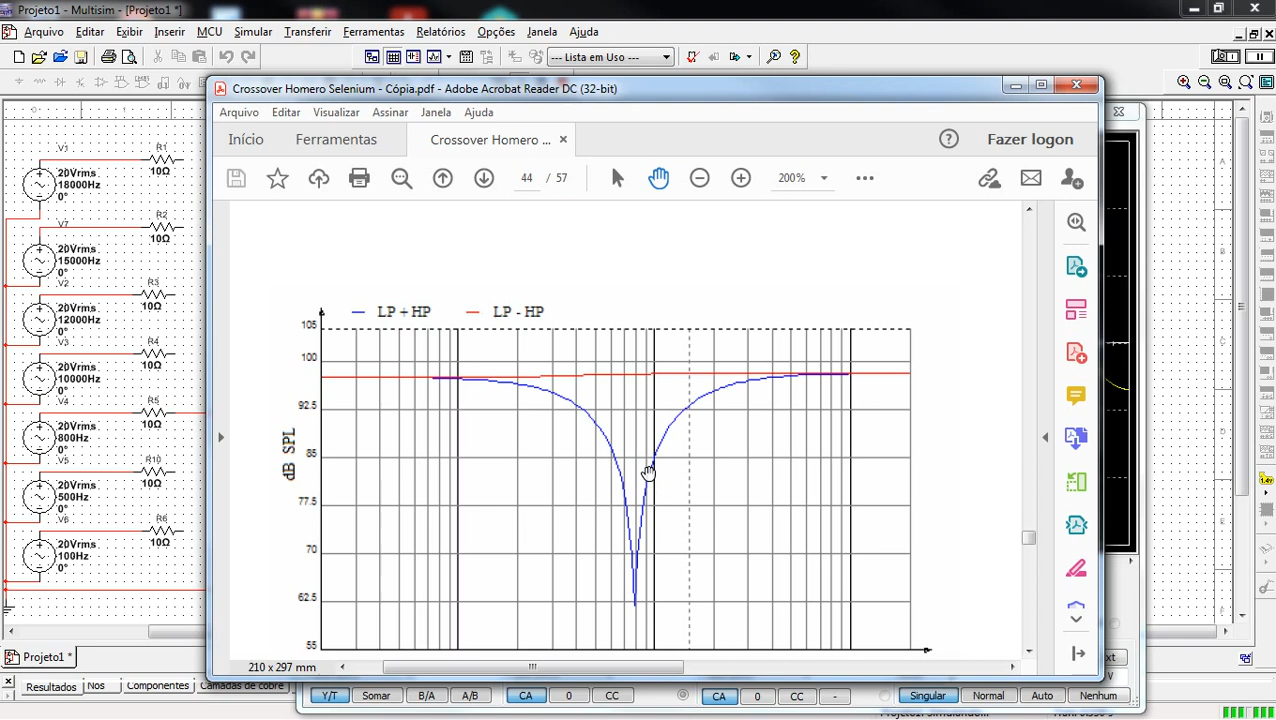 Projeto1 - Multisim - [Projeto1 *]
Arquivo Editar Exibir Inserir MCU Simular Transferir Ferramentas Relatórios Opções Janela Ajuda
--- Lista em Uso ---
Crossover Homero Selenium - Cópia.pdf - Adobe Acrobat Reader DC (32-bit)
Arquivo Editar Visualizar Assinar Janela Ajuda
Início Ferramentas Crossover Homero ... Fazer logon
44 / 57 200%
LP + HP LP - HP
105
100
92.5
85
77.5
70
62.5
55
dB SPL
210 x 297 mm
V1
20Vrms
18000Hz
0°
R1
10Ω
V7
20Vrms
15000Hz
0°
R2
10Ω
V2
20Vrms
12000Hz
0°
R3
10Ω
V3
20Vrms
10000Hz
0°
R4
10Ω
V4
20Vrms
800Hz
0°
R5
10Ω
V5
20Vrms
500Hz
0°
R10
10Ω
V6
20Vrms
100Hz
0°
R6
10Ω
0
A
B
C
D
E
F
G
1.4v
Projeto1 *
Resultados Nos Componentes Camadas de cobre
Y/T Somar B/A A/B CA 0 CC CA 0 CC - Singular Normal Auto Nenhum
ext
V